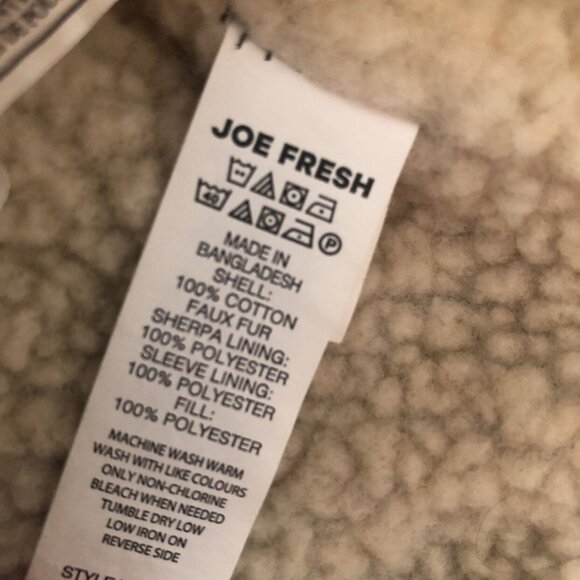 JOE FRESH
40 P
MADE IN
BANGLADESH
SHELL:
100% COTTON
FAUX FUR
SHERPA LINING:
100% POLYESTER
SLEEVE LINING:
100% POLYESTER
FILL:
100% POLYESTER
MACHINE WASH WARM
WASH WITH LIKE COLOURS
ONLY NON-CHLORINE
BLEACH WHEN NEEDED
TUMBLE DRY LOW
LOW IRON ON
REVERSE SIDE
STYLE